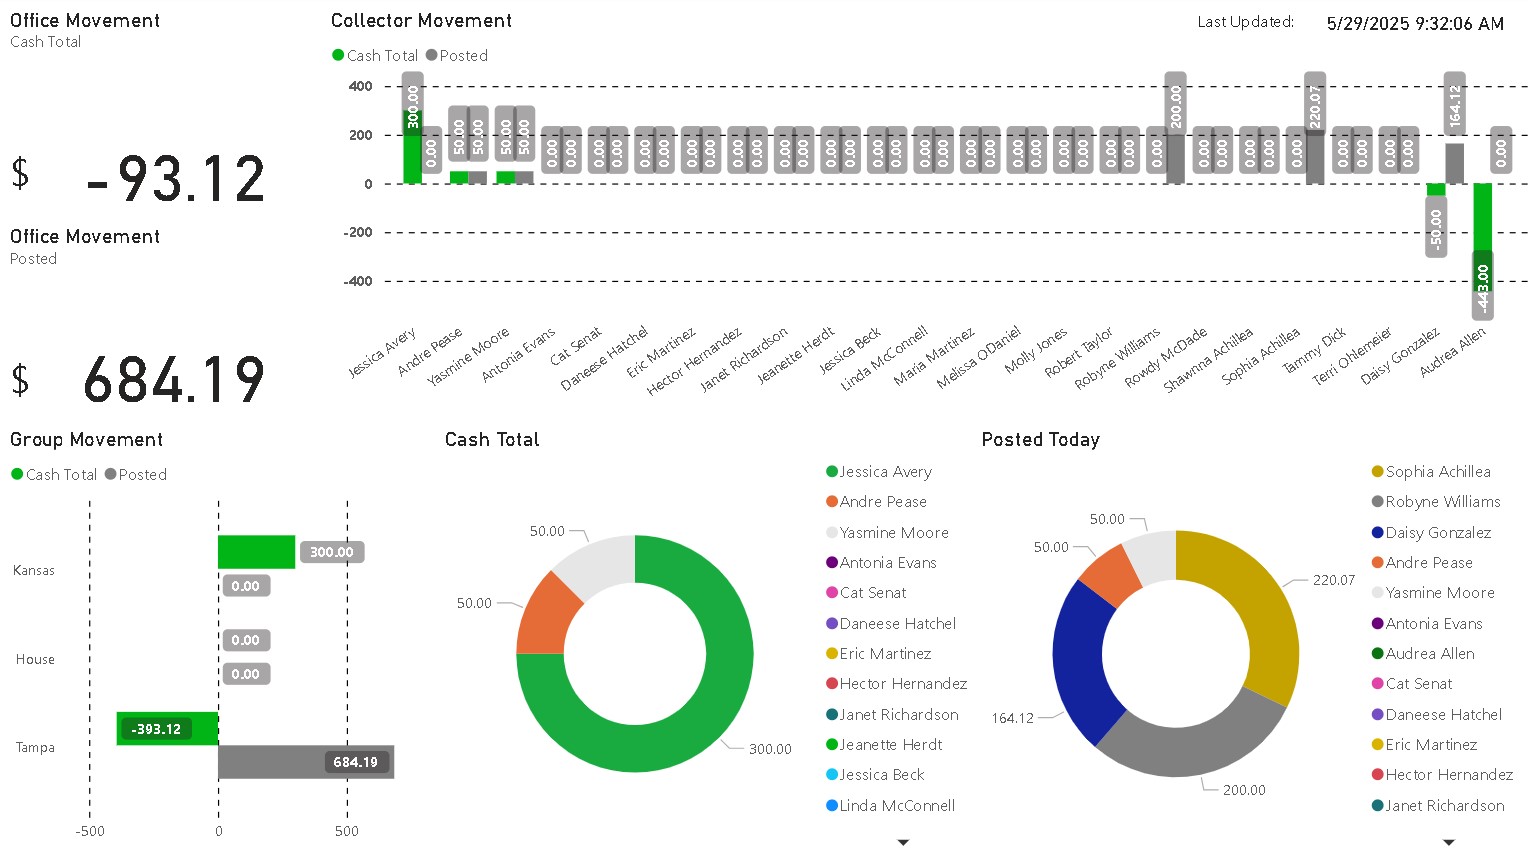 Office Movement
Cash Total
$ -93.12
Office Movement
Posted
$ 684.19
Collector Movement
Last Updated: 5/29/2025 9:32:06 AM
Cash Total Posted
400
200
0
-200
-400
300.00 0.00 50.00 50.00 50.00 50.00 0.00 0.00 0.00 0.00 0.00 0.00 0.00 0.00 0.00 0.00 0.00 0.00 0.00 0.00 0.00 0.00 0.00 0.00 0.00 0.00 0.00 0.00 0.00 0.00 0.00 0.00 0.00 200.00 0.00 0.00 0.00 0.00 0.00 220.07 0.00 0.00 0.00 0.00 -50.00 164.12 -443.00 0.00
Jessica Avery
Andre Pease
Yasmine Moore
Antonia Evans
Cat Senat
Daneese Hatchel
Eric Martinez
Hector Hernandez
Janet Richardson
Jeanette Herdt
Jessica Beck
Linda McConnell
Maria Martinez
Melissa ODaniel
Molly Jones
Robert Taylor
Robyne Williams
Rowdy McDade
Shawnna Achillea
Sophia Achillea
Tammy Dick
Terri Ohlemeier
Daisy Gonzalez
Audrea Allen
Group Movement
Cash Total Posted
Kansas
300.00
0.00
House
0.00
0.00
Tampa
-393.12
684.19
-500 0 500
Cash Total
50.00
50.00
300.00
Jessica Avery
Andre Pease
Yasmine Moore
Antonia Evans
Cat Senat
Daneese Hatchel
Eric Martinez
Hector Hernandez
Janet Richardson
Jeanette Herdt
Jessica Beck
Linda McConnell
Posted Today
50.00
50.00
220.07
164.12
200.00
Sophia Achillea
Robyne Williams
Daisy Gonzalez
Andre Pease
Yasmine Moore
Antonia Evans
Audrea Allen
Cat Senat
Daneese Hatchel
Eric Martinez
Hector Hernandez
Janet Richardson